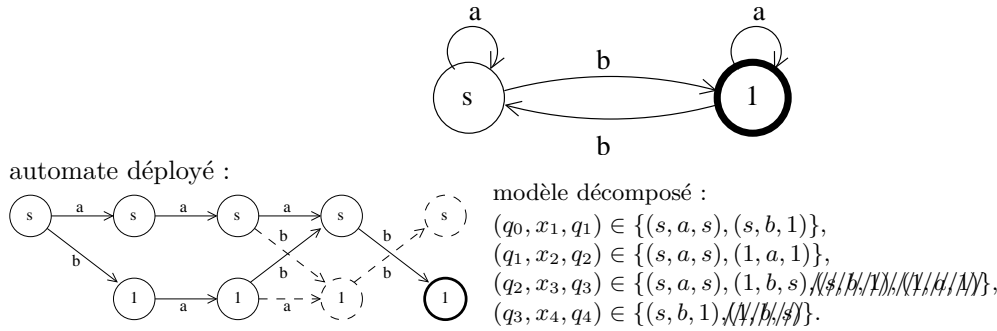 a
a
b
s
1
b
automate déployé :
s a s a s a s s
b b b b
1 a 1 a 1 1
modèle décomposé :
(q₀, x₁, q₁) ∈ {(s, a, s), (s, b, 1)},
(q₁, x₂, q₂) ∈ {(s, a, s), (1, a, 1)},
(q₂, x₃, q₃) ∈ {(s, a, s), (1, b, s), (s, b, 1), (1, a, 1)},
(q₃, x₄, q₄) ∈ {(s, b, 1), (1, b, s)}.